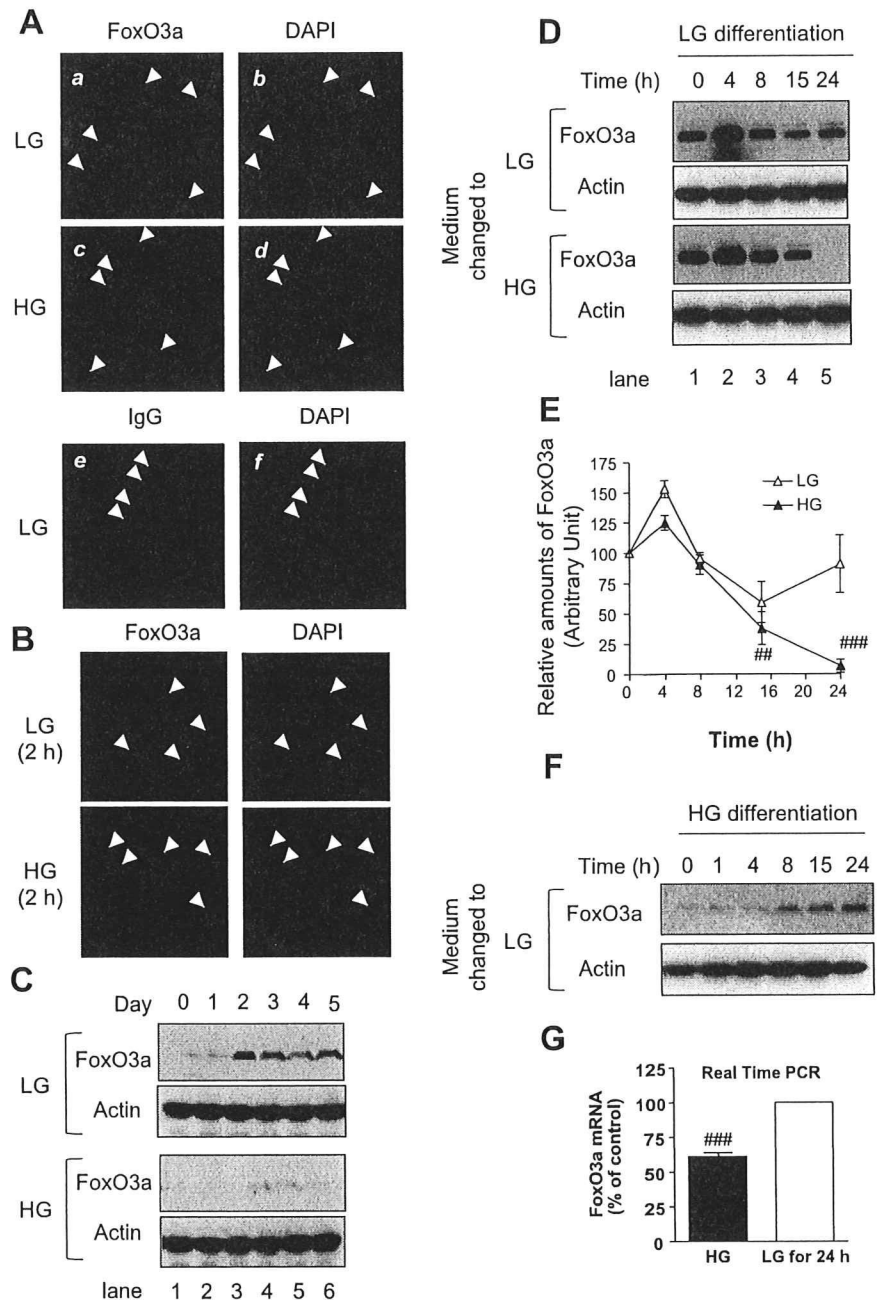 A
FoxO3a DAPI
a b
LG
c d
HG
IgG DAPI
e f
LG
B
FoxO3a DAPI
LG
(2 h)
HG
(2 h)
C
Day 0 1 2 3 4 5
LG
FoxO3a
Actin
HG
FoxO3a
Actin
lane 1 2 3 4 5 6
D
LG differentiation
Time (h) 0 4 8 15 24
Medium
changed to
LG
FoxO3a
Actin
HG
FoxO3a
Actin
lane 1 2 3 4 5
E
Relative amounts of FoxO3a
(Arbitrary Unit)
175
150
125
100
75
50
25
0
LG
HG
##
###
0 4 8 12 16 20 24
Time (h)
F
HG differentiation
Time (h) 0 1 4 8 15 24
Medium
changed to
LG
FoxO3a
Actin
G
Real Time PCR
FoxO3a mRNA
(% of control)
125
100
75
50
25
0
###
HG LG for 24 h